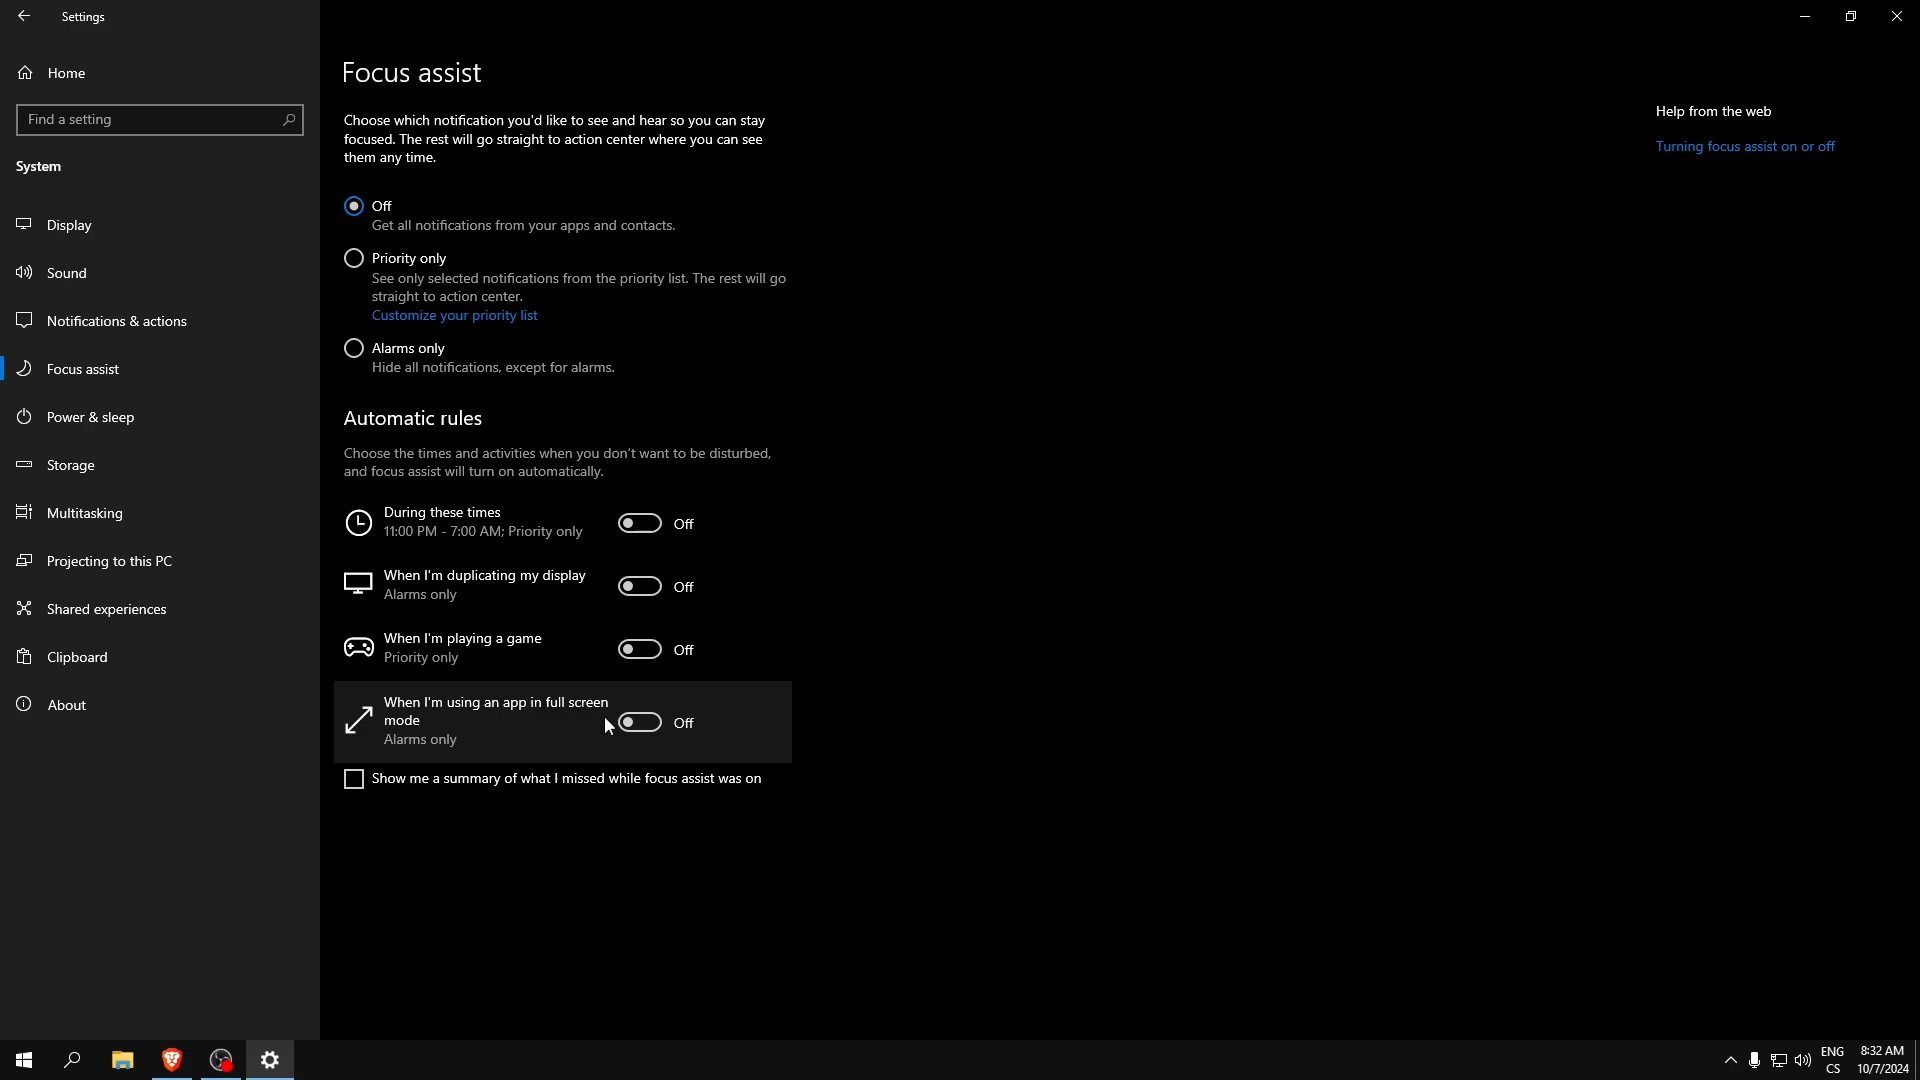 Settings
Home
Find a setting
System
Display
Sound
Notifications & actions
Focus assist
Power & sleep
Storage
Multitasking
Projecting to this PC
Shared experiences
Clipboard
About
Focus assist
Choose which notification you'd like to see and hear so you can stay
focused. The rest will go straight to action center where you can see
them any time.
Off
Get all notifications from your apps and contacts.
Priority only
See only selected notifications from the priority list. The rest will go
straight to action center.
Customize your priority list
Alarms only
Hide all notifications, except for alarms.
Automatic rules
Choose the times and activities when you don't want to be disturbed,
and focus assist will turn on automatically.
During these times
11:00 PM - 7:00 AM; Priority only
Off
When I'm duplicating my display
Alarms only
Off
When I'm playing a game
Priority only
Off
When I'm using an app in full screen
mode
Alarms only
Off
Show me a summary of what I missed while focus assist was on
Help from the web
Turning focus assist on or off
ENG
CS
8:32 AM
10/7/2024